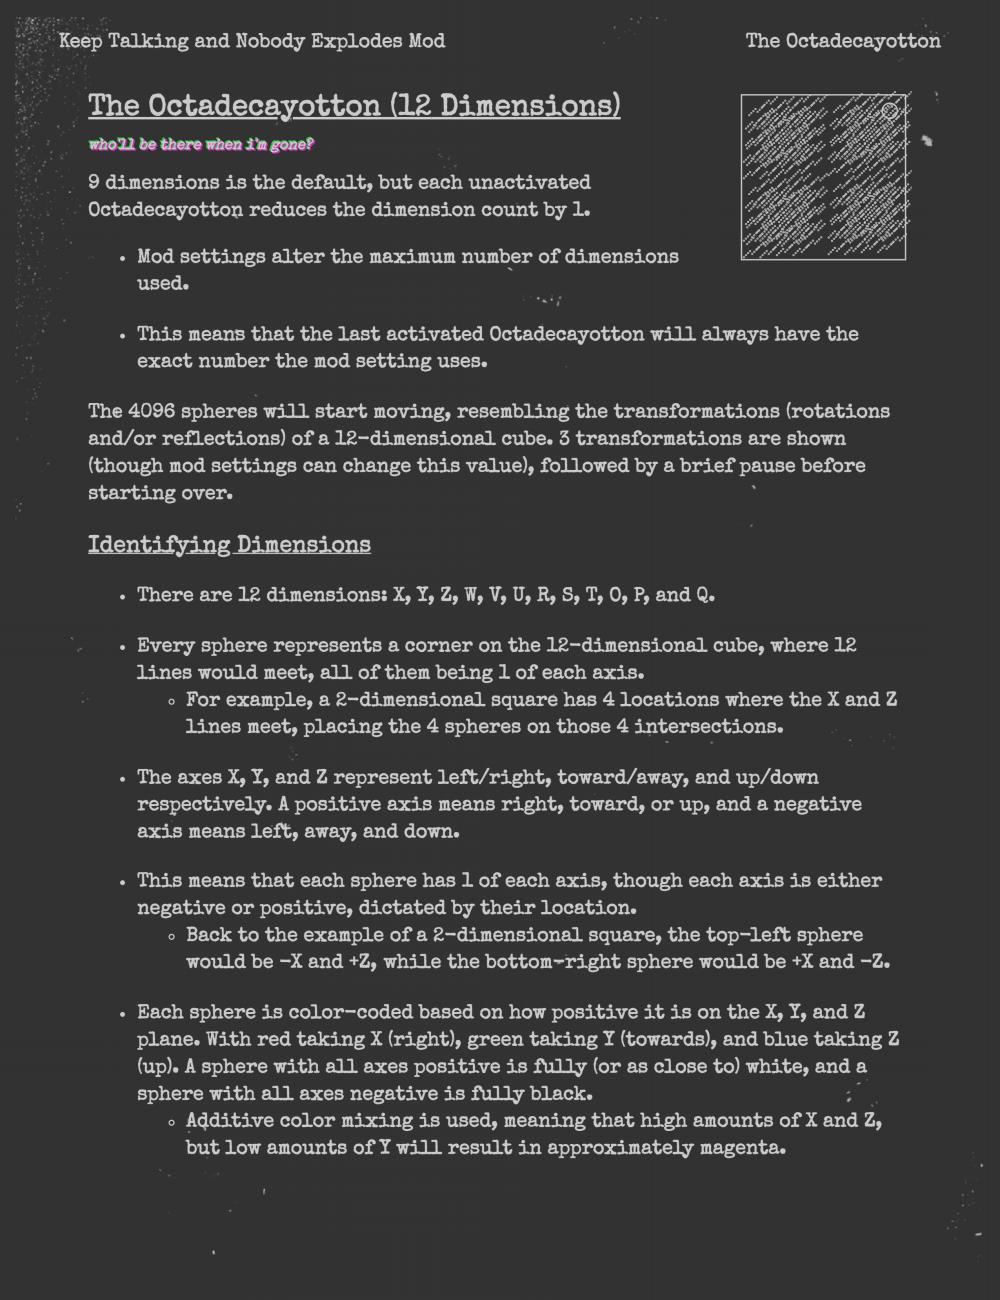 Keep Talking and Nobody Explodes Mod
The Octadecayotton
The Octadecayotton (12 Dimensions)
who'll be there when i'm gone?
9 dimensions is the default, but each unactivated
Octadecayotton reduces the dimension count by 1.
• Mod settings alter the maximum number of dimensions
used.
• This means that the last activated Octadecayotton will always have the
exact number the mod setting uses.
The 4096 spheres will start moving, resembling the transformations (rotations
and/or reflections) of a 12-dimensional cube. 3 transformations are shown
(though mod settings can change this value), followed by a brief pause before
starting over.
Identifying Dimensions
• There are 12 dimensions: X, Y, Z, W, V, U, R, S, T, O, P, and Q.
• Every sphere represents a corner on the 12-dimensional cube, where 12
lines would meet, all of them being 1 of each axis.
◦ For example, a 2-dimensional square has 4 locations where the X and Z
lines meet, placing the 4 spheres on those 4 intersections.
• The axes X, Y, and Z represent left/right, toward/away, and up/down
respectively. A positive axis means right, toward, or up, and a negative
axis means left, away, and down.
• This means that each sphere has 1 of each axis, though each axis is either
negative or positive, dictated by their location.
◦ Back to the example of a 2-dimensional square, the top-left sphere
would be -X and +Z, while the bottom-right sphere would be +X and -Z.
• Each sphere is color-coded based on how positive it is on the X, Y, and Z
plane. With red taking X (right), green taking Y (towards), and blue taking Z
(up). A sphere with all axes positive is fully (or as close to) white, and a
sphere with all axes negative is fully black.
◦ Additive color mixing is used, meaning that high amounts of X and Z,
but low amounts of Y will result in approximately magenta.